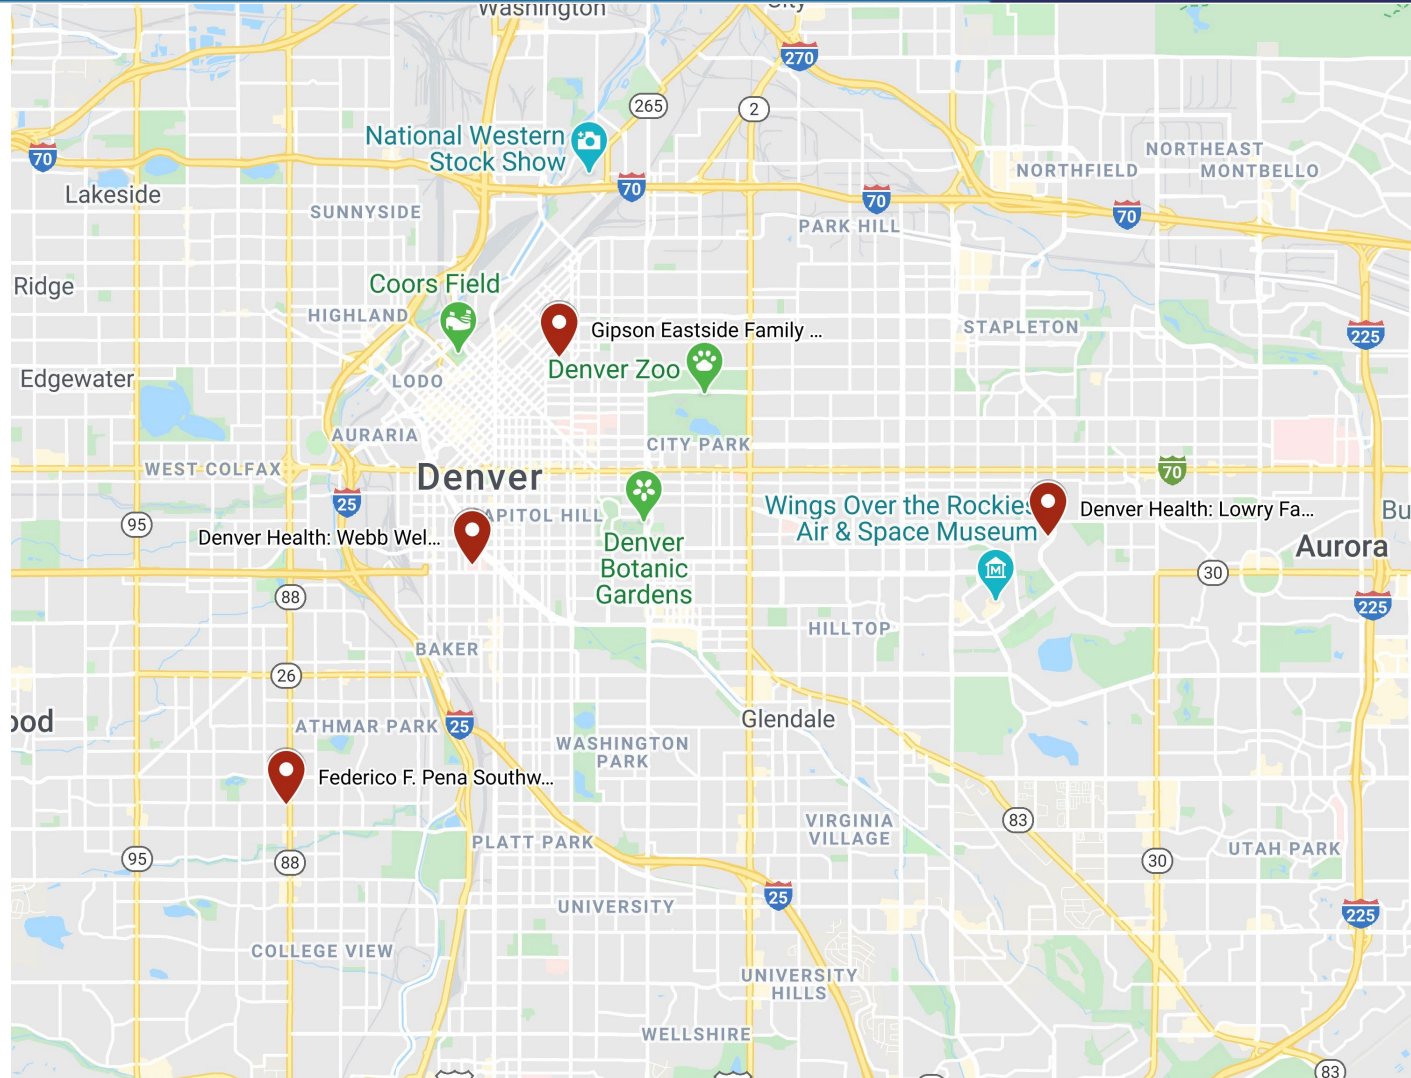 Washington
City
270
265
2
National Western
Stock Show
70
70
70
70
Lakeside
SUNNYSIDE
NORTHEAST
MONTBELLO
NORTHFIELD
PARK HILL
Ridge
Coors Field
HIGHLAND
Gipson Eastside Family ...
STAPLETON
225
Denver Zoo
Edgewater
LODO
AURARIA
CITY PARK
WEST COLFAX
Denver
70
25
95
APITOL HILL
Wings Over the Rockies
Air & Space Museum
Denver Health: Lowry Fa...
Bu
Denver Health: Webb Wel...
Denver
Botanic
Gardens
Aurora
30
88
225
HILLTOP
BAKER
26
ood
ATHMAR PARK
25
Glendale
WASHINGTON
PARK
Federico F. Pena Southw...
83
VIRGINIA
VILLAGE
PLATT PARK
UTAH PARK
95
88
30
25
UNIVERSITY
225
COLLEGE VIEW
UNIVERSITY
HILLS
WELLSHIRE
83